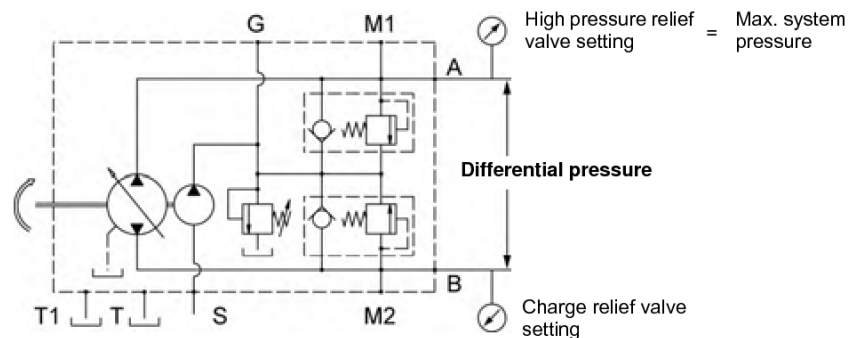 G
M1
High pressure relief
valve setting
=
Max. system
pressure
A
Differential pressure
B
T1
T
S
M2
Charge relief valve
setting